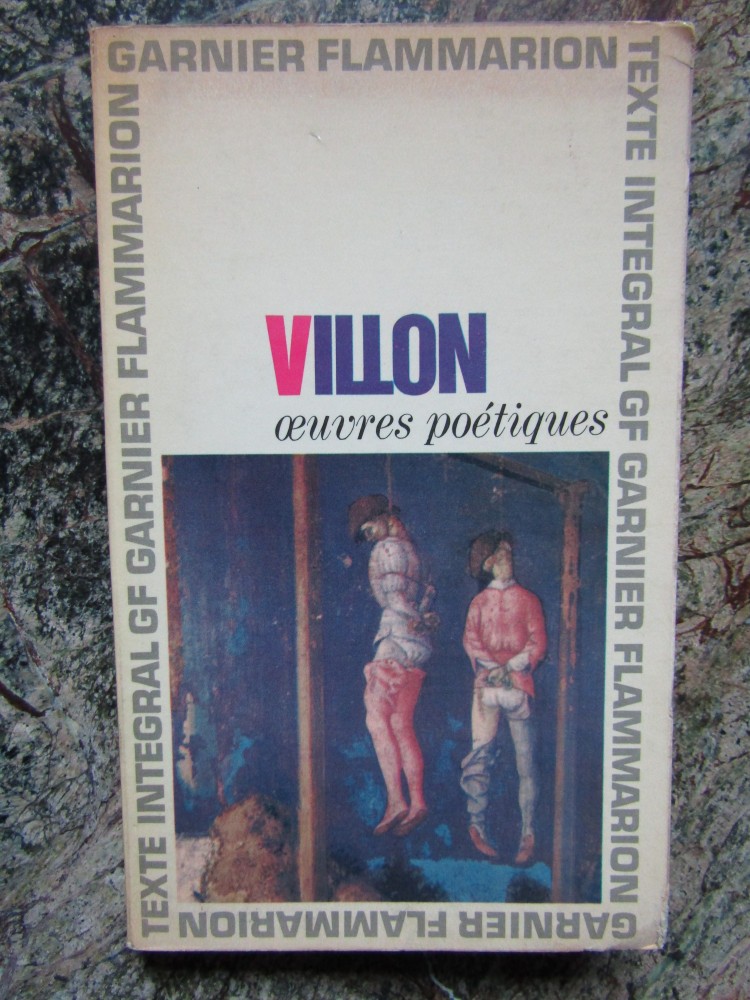 GARNIER FLAMMARION
TEXTE INTEGRAL GF GARNIER FLAMMARION
VILLON
œuvres poétiques
TEXTE INTEGRAL GF GARNIER FLAMMARION
GARNIER FLAMMARION